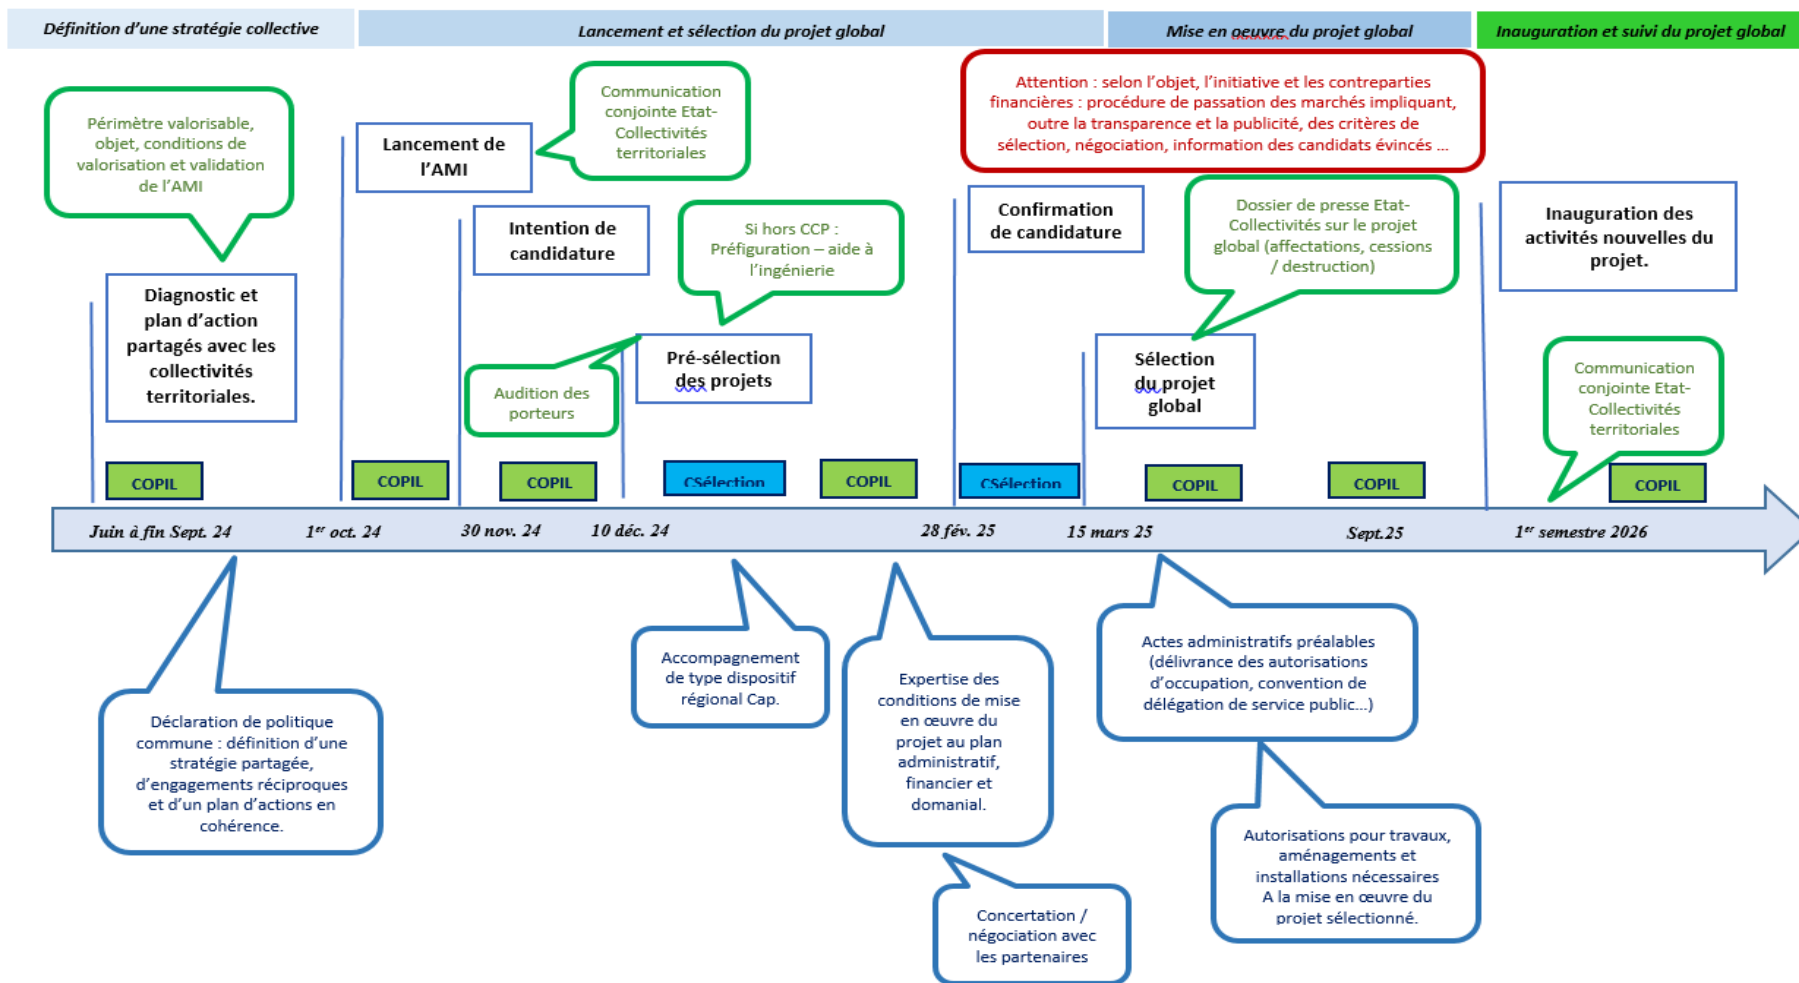 Définition d’une stratégie collective
Lancement et sélection du projet global
Mise en oeuvre du projet global
Inauguration et suivi du projet global
Périmètre valorisable,
objet, conditions de
valorisation et validation
de l’AMI
Communication
conjointe Etat-
Collectivités
territoriales
Attention : selon l’objet, l’initiative et les contreparties
financières : procédure de passation des marchés impliquant,
outre la transparence et la publicité, des critères de
sélection, négociation, information des candidats évincés ...
Lancement de
l’AMI
Intention de
candidature
Si hors CCP :
Préfiguration – aide à
l’ingénierie
Confirmation
de candidature
Dossier de presse Etat-
Collectivités sur le projet
global (affectations, cessions
/ destruction)
Inauguration des
activités nouvelles du
projet.
Diagnostic et
plan d’action
partagés avec les
collectivités
territoriales.
Audition des
porteurs
Pré-sélection
des projets
Sélection
du projet
global
Communication
conjointe Etat-
Collectivités
territoriales
COPIL
COPIL
COPIL
CSélection
COPIL
CSélection
COPIL
COPIL
COPIL
Juin à fin Sept. 24
1er oct. 24
30 nov. 24
10 déc. 24
28 fév. 25
15 mars 25
Sept.25
1er semestre 2026
Déclaration de politique
commune : définition d’une
stratégie partagée,
d’engagements réciproques
et d’un plan d’actions en
cohérence.
Accompagnement
de type dispositif
régional Cap.
Expertise des
conditions de mise
en œuvre du
projet au plan
administratif,
financier et
domanial.
Concertation /
négociation avec
les partenaires
Actes administratifs préalables
(délivrance des autorisations
d’occupation, convention de
délégation de service public...)
Autorisations pour travaux,
aménagements et
installations nécessaires
A la mise en œuvre du
projet sélectionné.